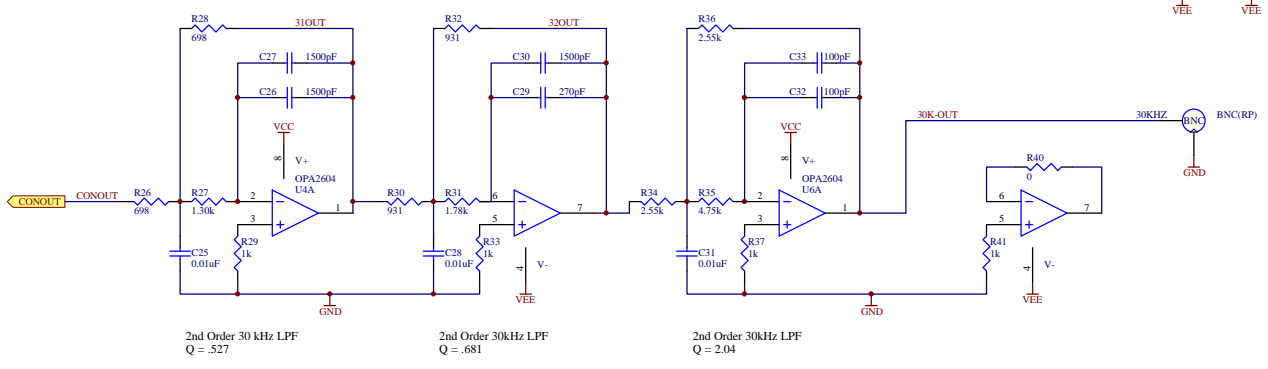 VEE
VEE
R28
698
31OUT
R32
931
32OUT
R36
2.55k
C27
1500pF
C30
1500pF
C33
100pF
C26
1500pF
C29
270pF
C32
100pF
VCC
8
V+
OPA2604
U4A
VCC
8
V+
OPA2604
U6A
30K-OUT
30KHZ
BNC
BNC(RP)
GND
R40
0
CONOUT
CONOUT
R26
698
R27
1.30k
2
3
1
R30
931
R31
1.78k
6
5
7
R34
2.55k
R35
4.75k
2
3
1
6
5
7
C25
0.01uF
R29
1k
C28
0.01uF
R33
1k
4
V-
VEE
C31
0.01uF
R37
1k
R41
1k
4
V-
VEE
GND
GND
2nd Order 30 kHz LPF
Q = .527
2nd Order 30kHz LPF
Q = .681
2nd Order 30kHz LPF
Q = 2.04